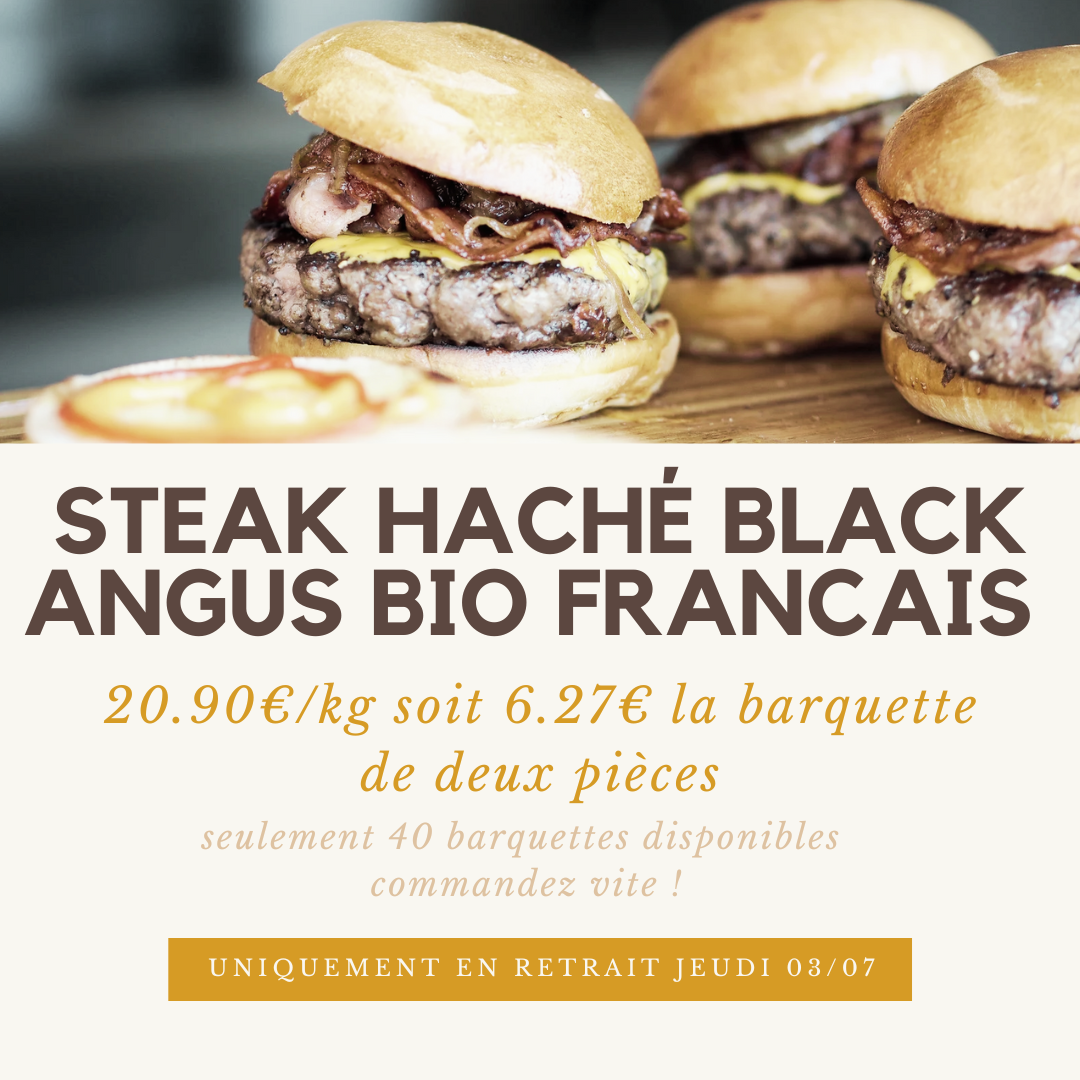 STEAK HACHÉ BLACK
ANGUS BIO FRANCAIS
20.90€/kg soit 6.27€ la barquette
de deux pièces
seulement 40 barquettes disponibles
commandez vite !
UNIQUEMENT EN RETRAIT JEUDI 03/07